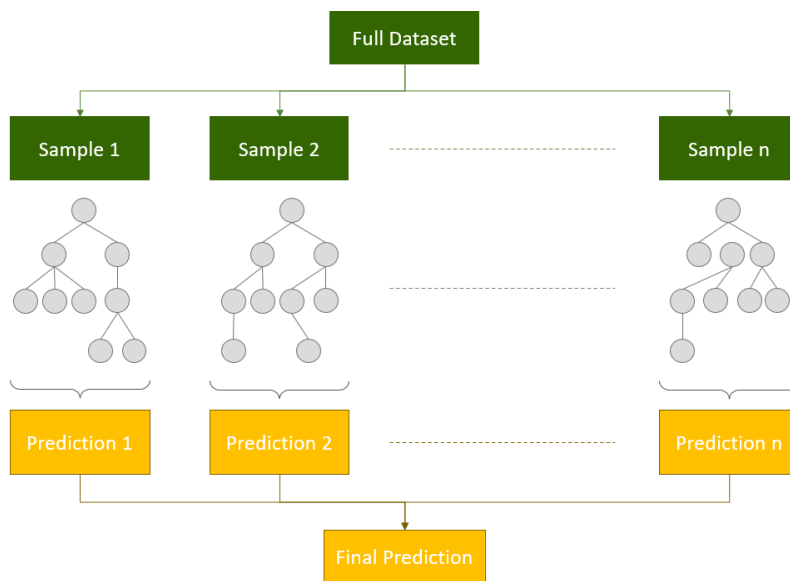 Full Dataset
Sample 1
Sample 2
Sample n
Prediction 1
Prediction 2
Prediction n
Final Prediction